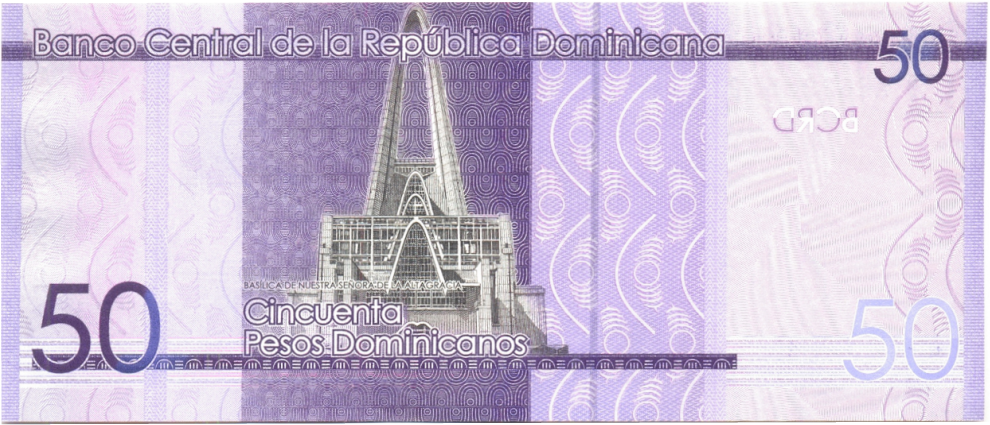 Banco Central de la República Dominicana
50
BCRD
BASÍLICA DE NUESTRA SEÑORA DE LA ALTAGRACIA
50
Cincuenta
Pesos Dominicanos
50